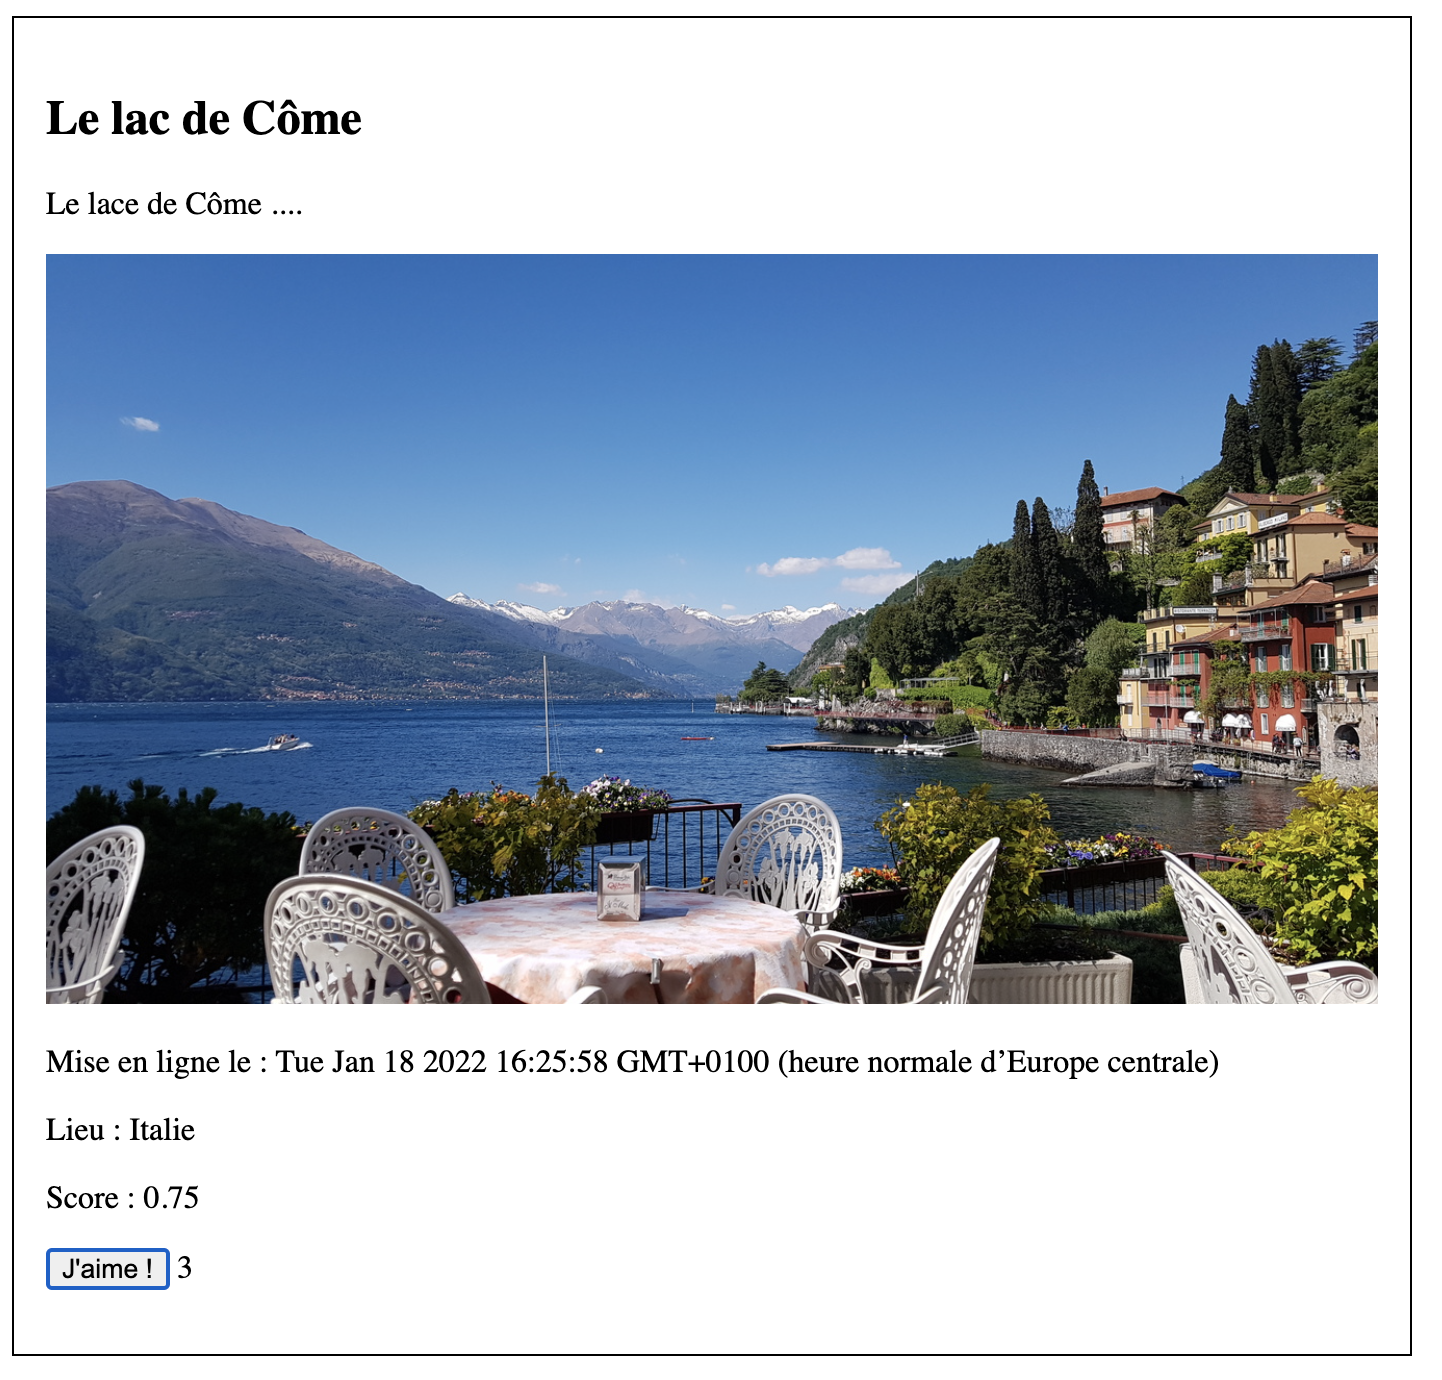 Le lac de Côme
Le lace de Côme ....
Mise en ligne le : Tue Jan 18 2022 16:25:58 GMT+0100 (heure normale d’Europe centrale)
Lieu : Italie
Score : 0.75
J'aime ! 3